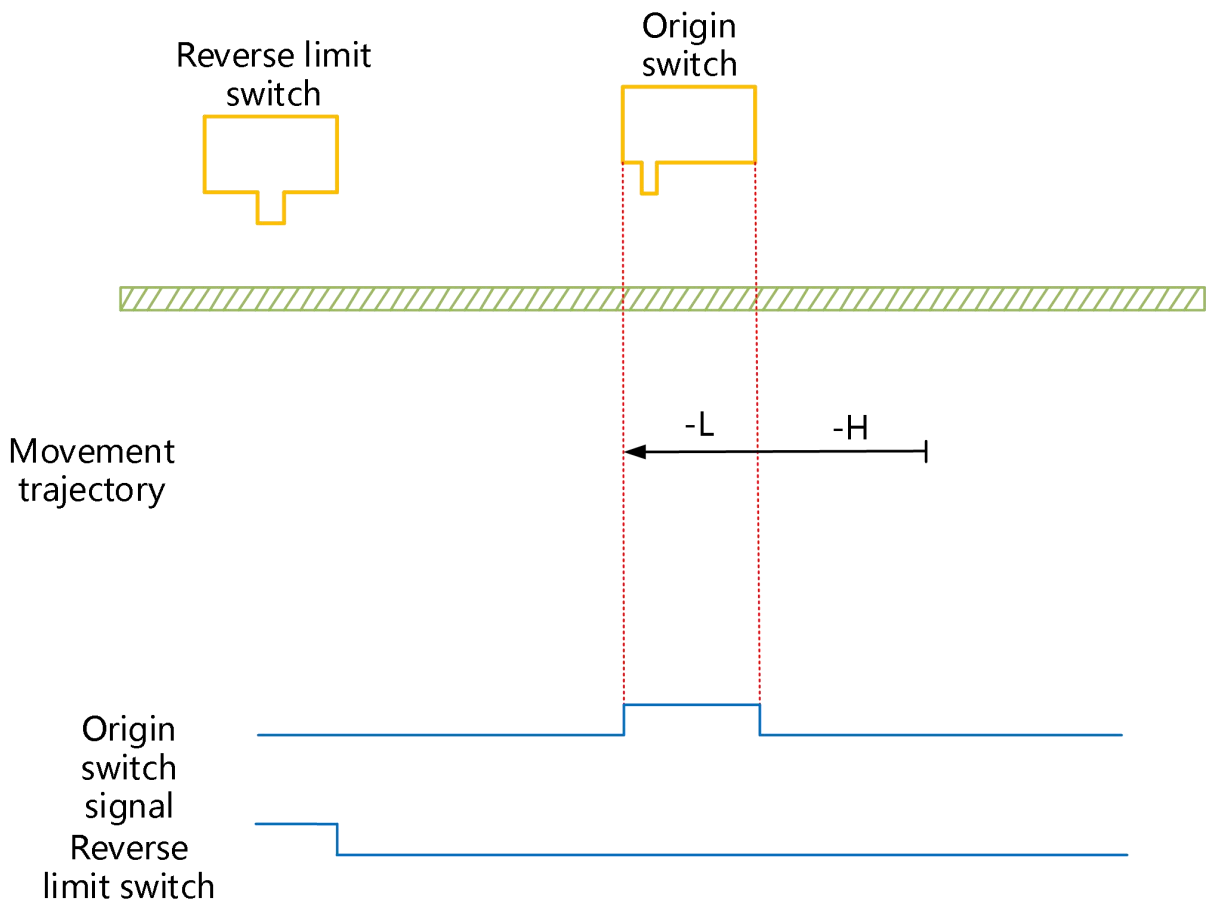 Reverse limit
switch
Origin
switch
-L
-H
Movement
trajectory
Origin
switch
signal
Reverse
limit switch